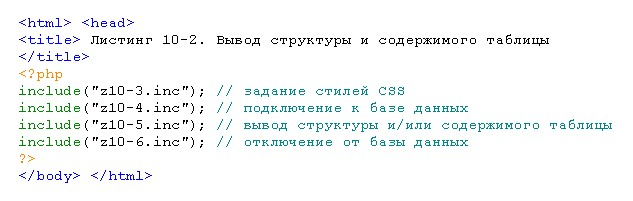 <html> <head>
<title> Листинг 10-2. Вывод структуры и содержимого таблицы
</title>
<?php
include("z10-3.inc"); // задание стилей CSS
include("z10-4.inc"); // подключение к базе данных
include("z10-5.inc"); // вывод структуры и/или содержимого таблицы
include("z10-6.inc"); // отключение от базы данных
?>
</body> </html>